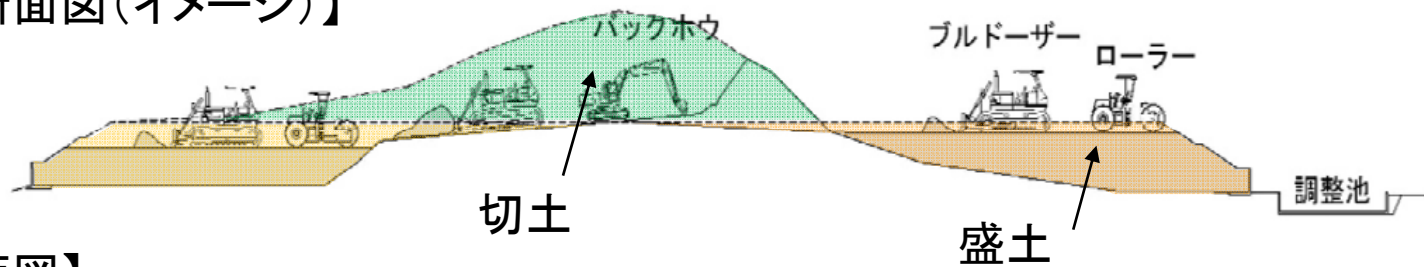 断面図(イメージ)】
バックホウ
ブルドーザー
ローラー
切土
盛土
調整池
図】